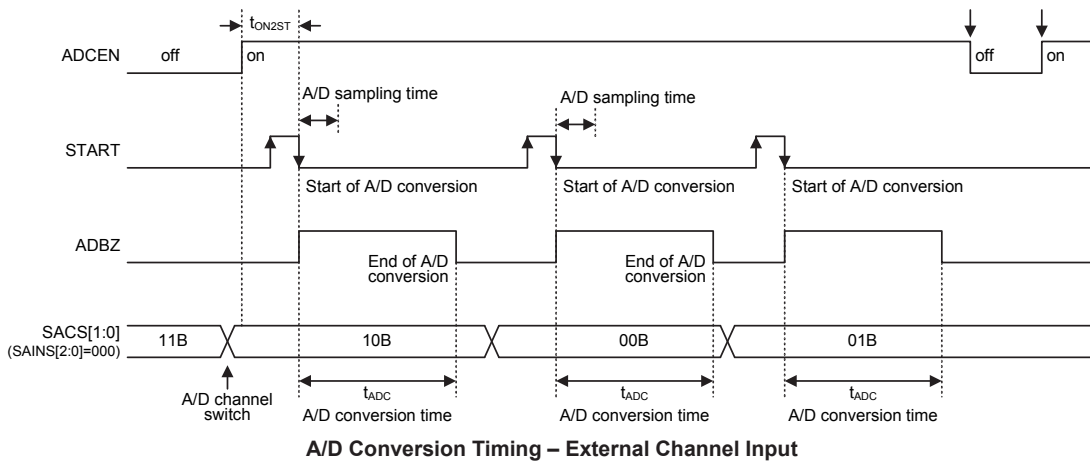 tON2ST
ADCEN
off
on
off
on
A/D sampling time
A/D sampling time
START
Start of A/D conversion
Start of A/D conversion
Start of A/D conversion
ADBZ
End of A/D
conversion
End of A/D
conversion
SACS[1:0]
(SAINS[2:0]=000)
11B
10B
00B
01B
A/D channel
switch
tADC
A/D conversion time
tADC
A/D conversion time
tADC
A/D conversion time
A/D Conversion Timing – External Channel Input